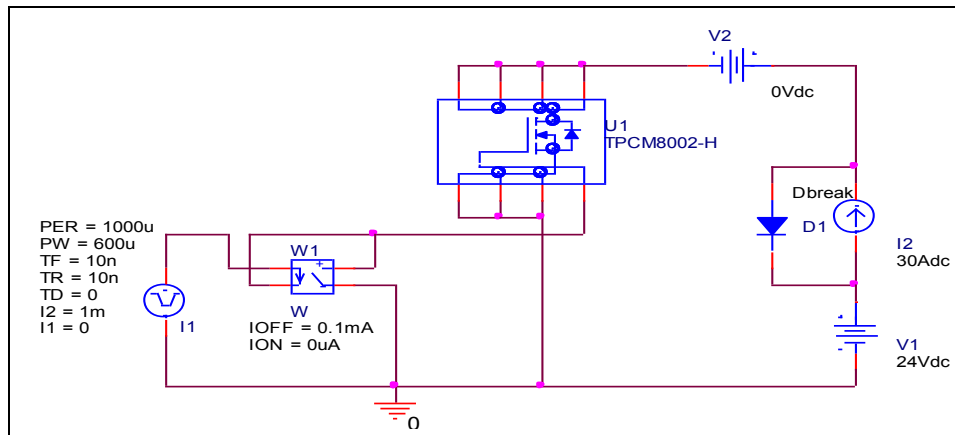 V2
0Vdc
U1
TPCM8002-H
Dbreak
D1
I2
30Adc
PER = 1000u
PW = 600u
TF = 10n
TR = 10n
TD = 0
I2 = 1m
I1 = 0
I1
W1
W
IOFF = 0.1mA
ION = 0uA
V1
24Vdc
0